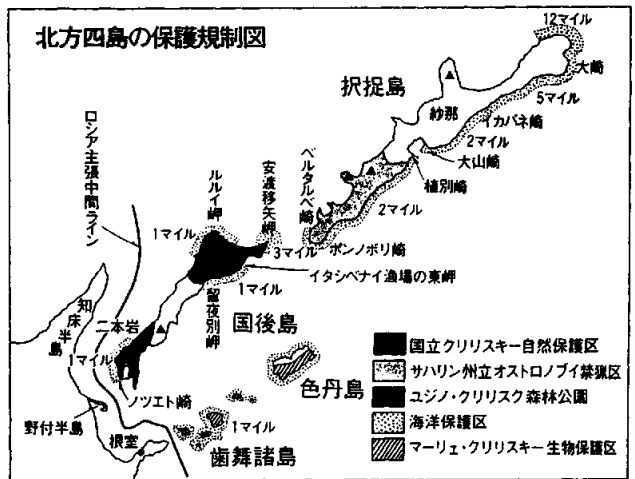 北方四島の保護規制図
12マイル
大崎
択捉島
5マイル
紗那
イカバネ崎
2マイル
大山崎
植別崎
ベルタルベ崎
2マイル
ポンノボリ崎
ロシア主張中間ライン
ルルイ岬
安渡移矢岬
1マイル
3マイル
イタシベナイ漁場の東岬
1マイル
留夜別岬
国後島
知床半島
二本岩
1マイル
ノツエト崎
野付半島
根室
色丹島
1マイル
歯舞諸島
国立クリリスキー自然保護区
サハリン州立オストロノブイ禁猟区
ユジノ・クリリスク森林公園
海洋保護区
マーリェ・クリリスキー生物保護区